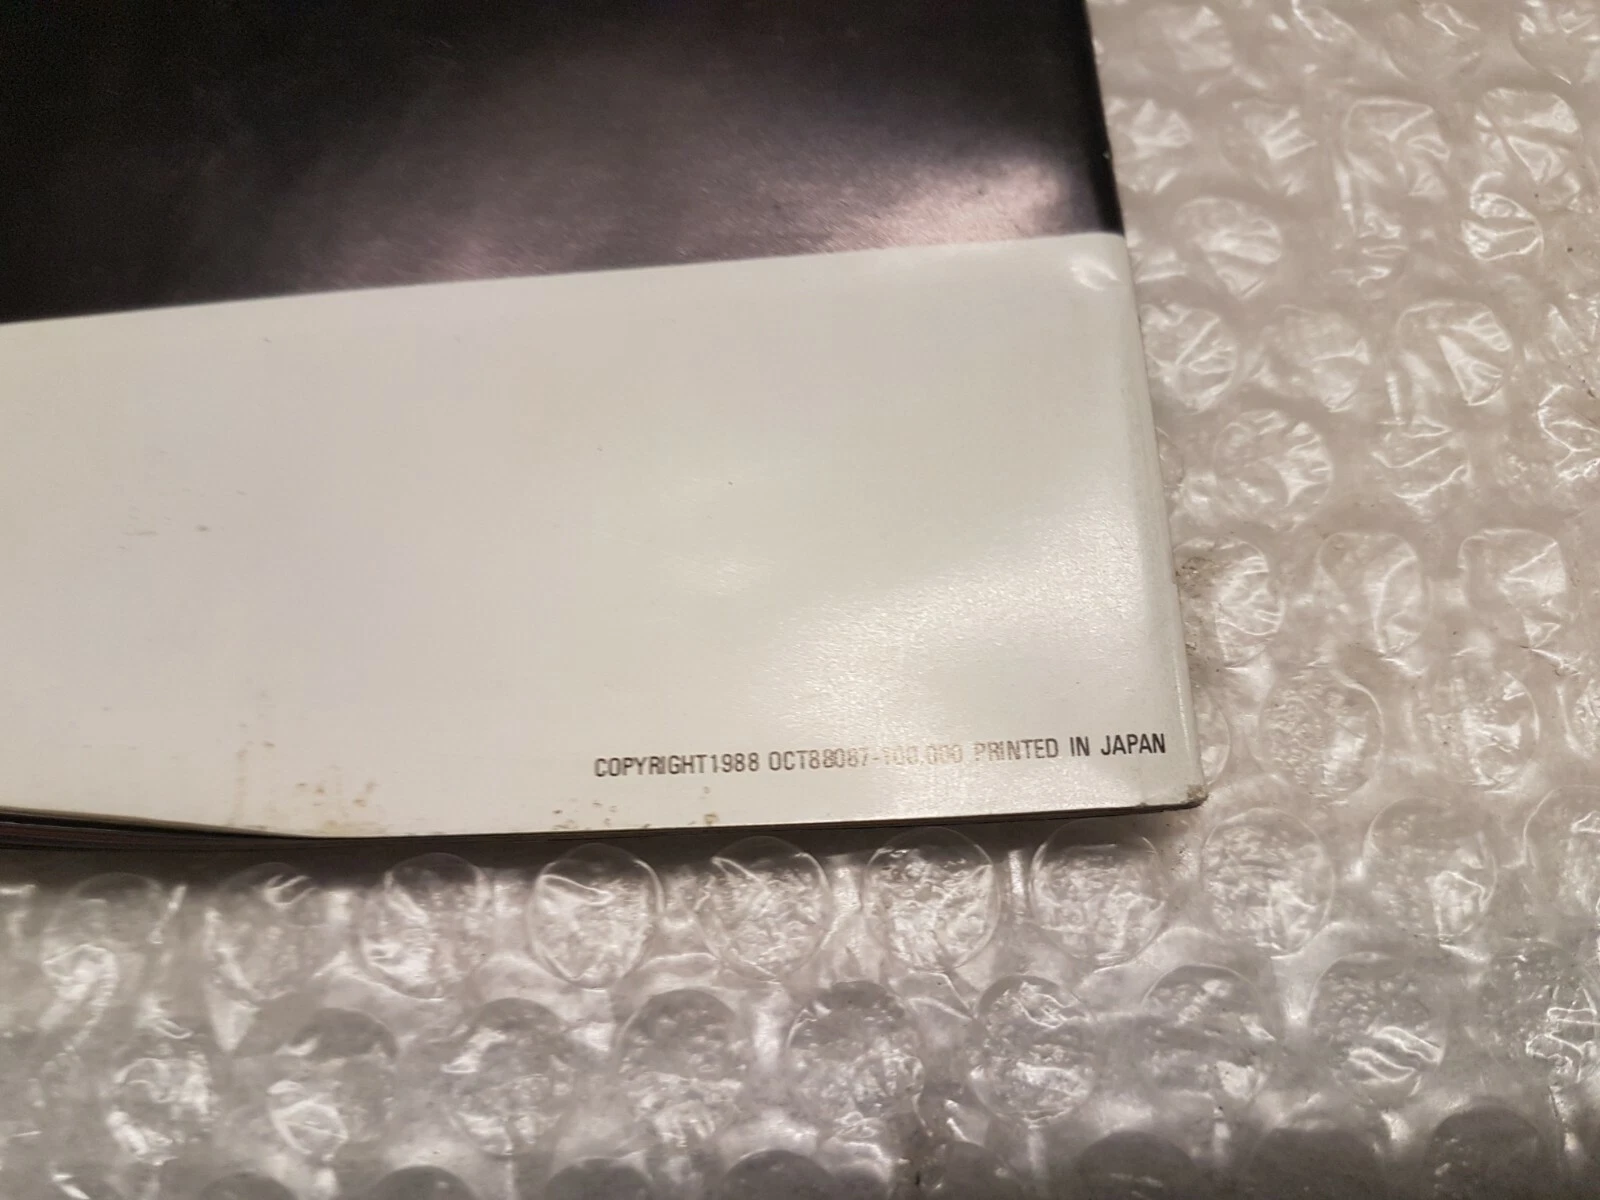 COPYRIGHT1988 OCT88087-100.000 PRINTED IN JAPAN